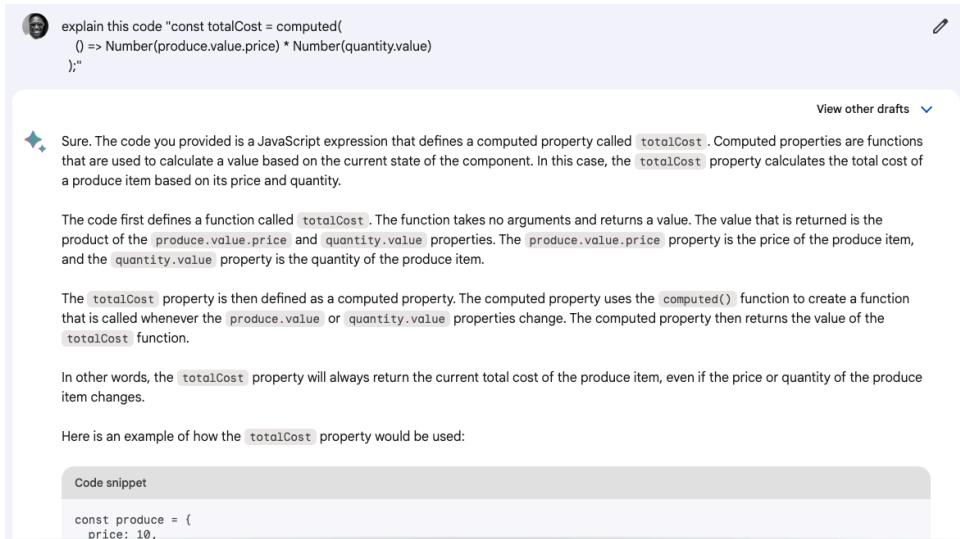 explain this code "const totalCost = computed(
() => Number(produce.value.price) * Number(quantity.value)
);"
View other drafts
Sure. The code you provided is a JavaScript expression that defines a computed property called totalCost. Computed properties are functions
that are used to calculate a value based on the current state of the component. In this case, the totalCost property calculates the total cost of
a produce item based on its price and quantity.
The code first defines a function called totalCost. The function takes no arguments and returns a value. The value that is returned is the
product of the produce.value.price and quantity.value properties. The produce.value.price property is the price of the produce item,
and the quantity.value property is the quantity of the produce item.
The totalCost property is then defined as a computed property. The computed property uses the computed() function to create a function
that is called whenever the produce.value or quantity.value properties change. The computed property then returns the value of the
totalCost function.
In other words, the totalCost property will always return the current total cost of the produce item, even if the price or quantity of the produce
item changes.
Here is an example of how the totalCost property would be used:
Code snippet
const produce = {
price: 10,